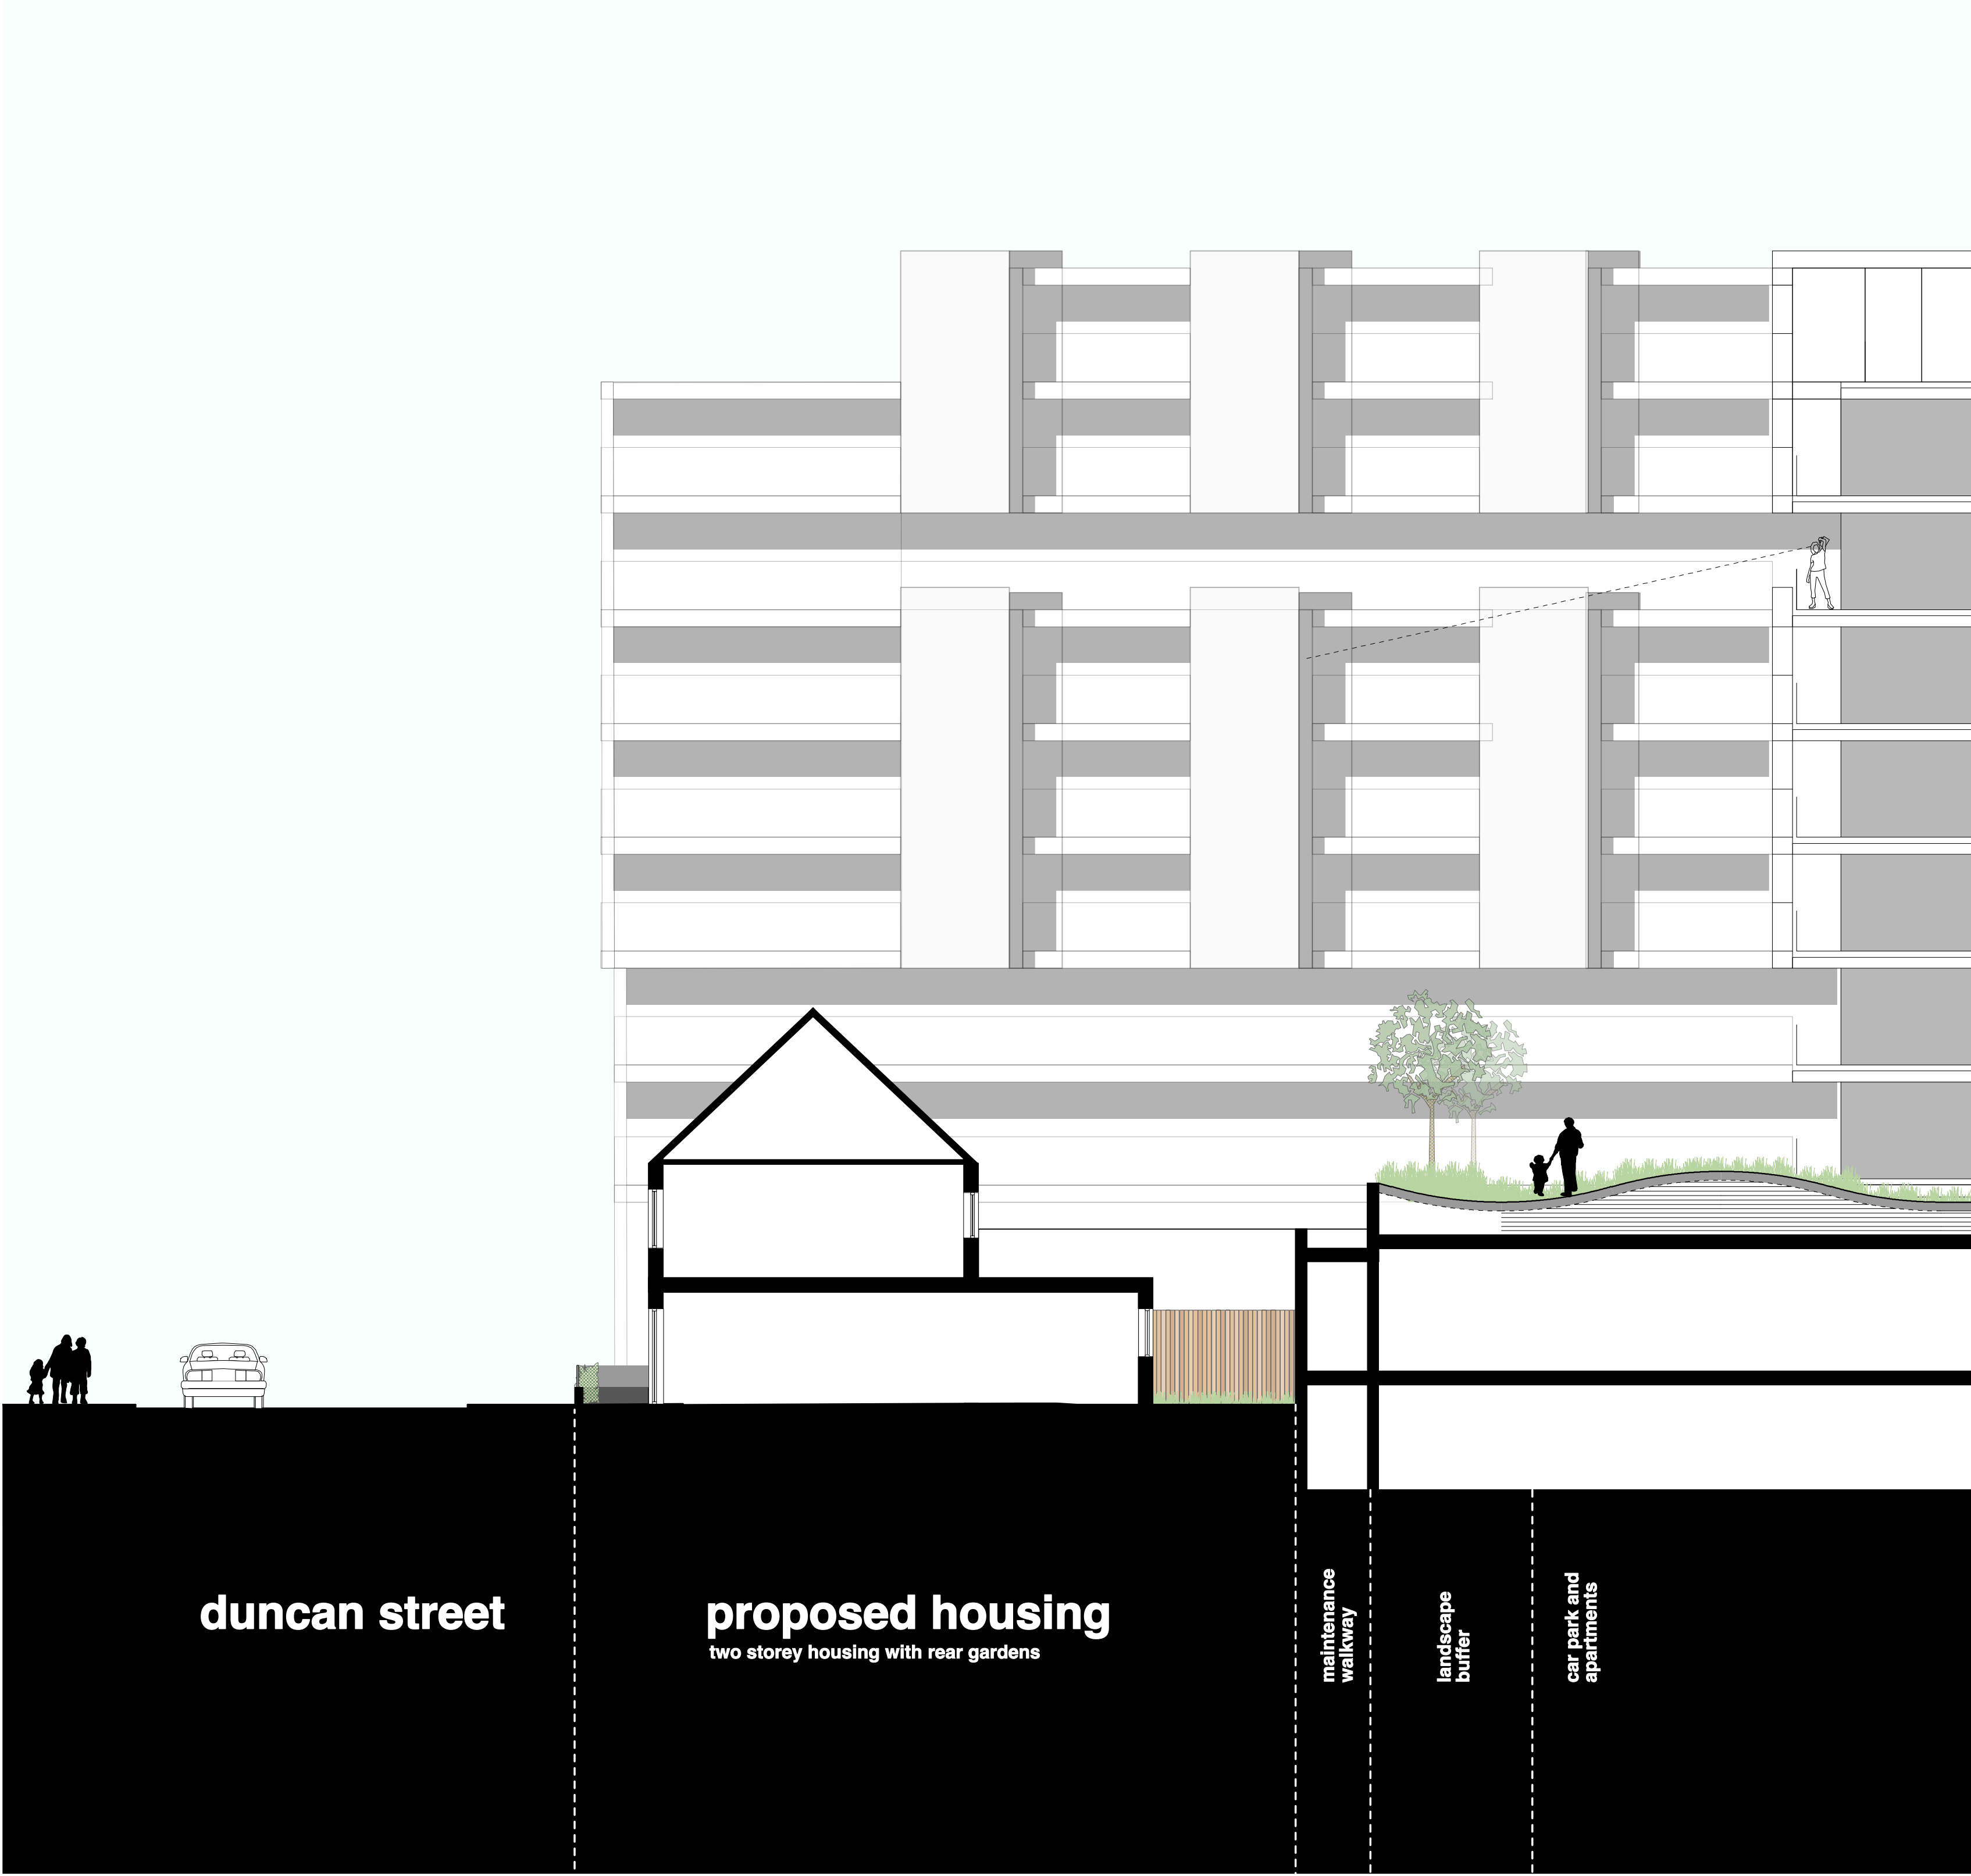 duncan street
proposed housing
two storey housing with rear gardens
maintenance
walkway
landscape
buffer
car park and
apartments